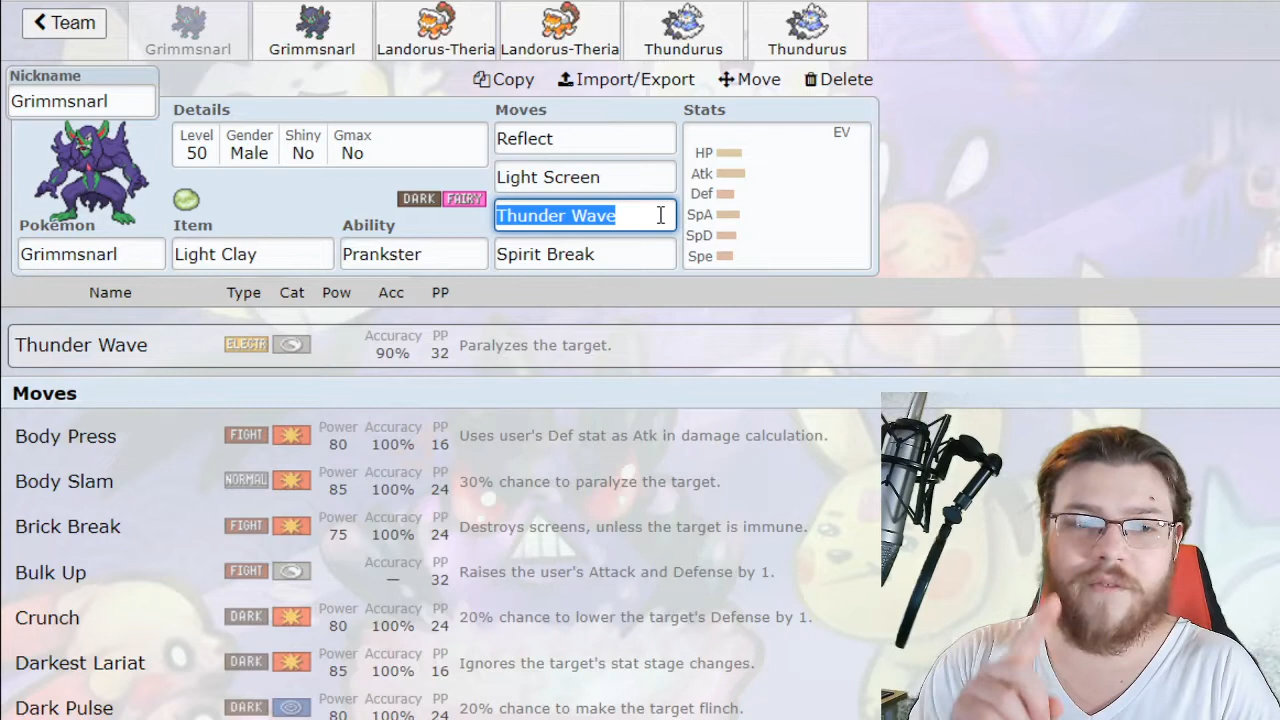 Team
Grimmsnarl
Grimmsnarl
Landorus-Theria
Landorus-Theria
Thundurus
Thundurus
Nickname
Grimmsnarl
Copy
Import/Export
Move
Delete
Details
Moves
Stats
Level
50
Gender
Male
Shiny
No
Gmax
No
Reflect
Light Screen
Thunder Wave
Spirit Break
EV
HP
Atk
Def
SpA
SpD
Spe
DARK FAIRY
Pokémon
Grimmsnarl
Item
Light Clay
Ability
Prankster
Name Type Cat Pow Acc PP
Thunder Wave ELECTR Accuracy 90% PP 32 Paralyzes the target.
Moves
Body Press FIGHT Power 80 Accuracy 100% PP 16 Uses user's Def stat as Atk in damage calculation.
Body Slam NORMAL Power 85 Accuracy 100% PP 24 30% chance to paralyze the target.
Brick Break FIGHT Power 75 Accuracy 100% PP 24 Destroys screens, unless the target is immune.
Bulk Up FIGHT Accuracy — PP 32 Raises the user's Attack and Defense by 1.
Crunch DARK Power 80 Accuracy 100% PP 24 20% chance to lower the target's Defense by 1.
Darkest Lariat DARK Power 85 Accuracy 100% PP 16 Ignores the target's stat stage changes.
Dark Pulse DARK Power 80 Accuracy 100% PP 24 20% chance to make the target flinch.